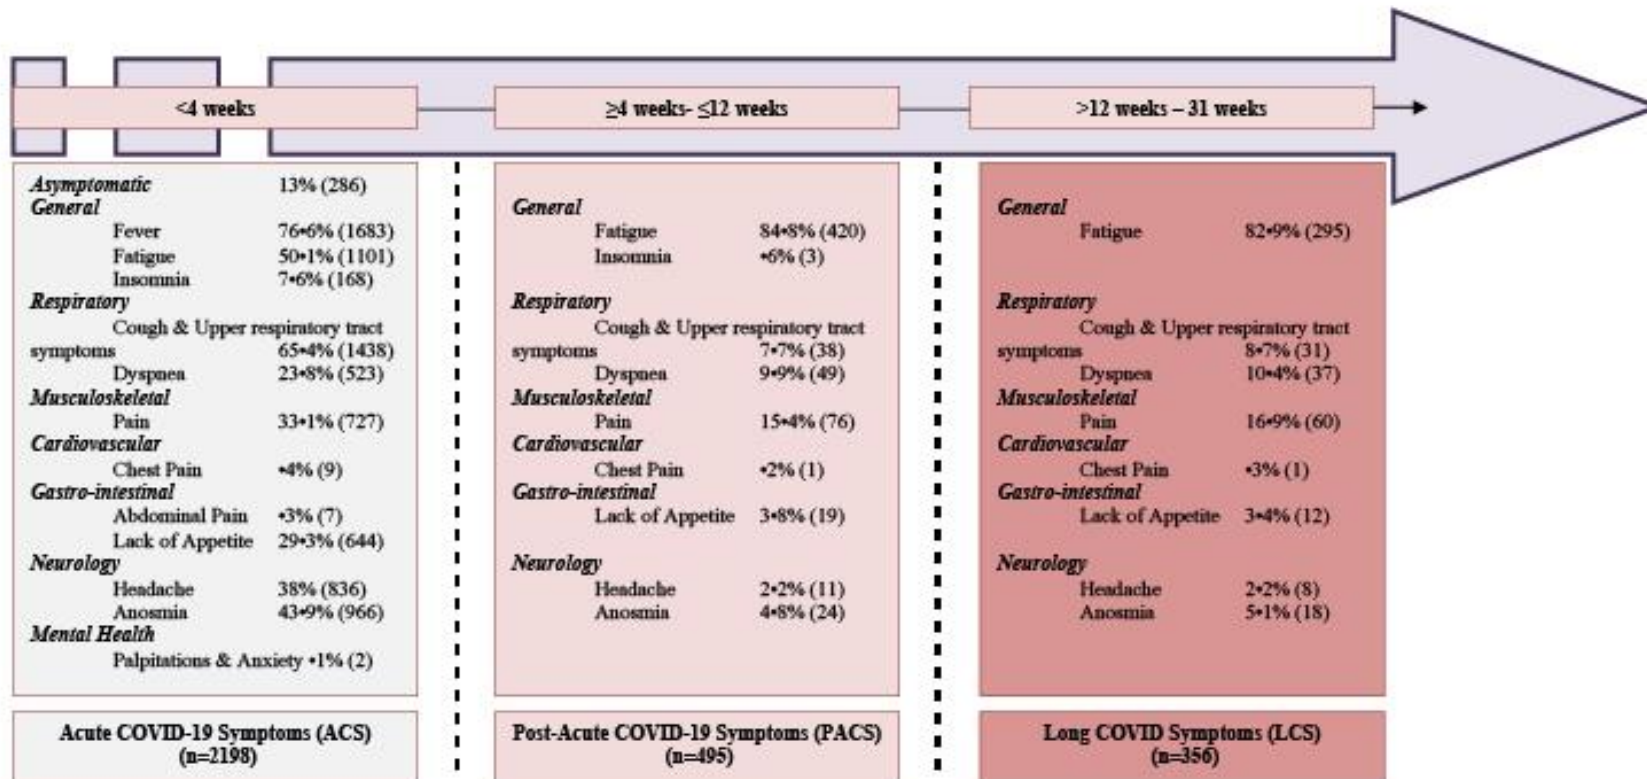 <4 weeks
≥4 weeks- ≤12 weeks
>12 weeks – 31 weeks
Asymptomatic 13% (286)
General
Fever 76•6% (1683)
Fatigue 50•1% (1101)
Insomnia 7•6% (168)
Respiratory
Cough & Upper respiratory tract
symptoms 65•4% (1438)
Dyspnea 23•8% (523)
Musculoskeletal
Pain 33•1% (727)
Cardiovascular
Chest Pain •4% (9)
Gastro-intestinal
Abdominal Pain •3% (7)
Lack of Appetite 29•3% (644)
Neurology
Headache 38% (836)
Anosmia 43•9% (966)
Mental Health
Palpitations & Anxiety •1% (2)
Acute COVID-19 Symptoms (ACS)
(n=2198)
General
Fatigue 84•8% (420)
Insomnia •6% (3)
Respiratory
Cough & Upper respiratory tract
symptoms 7•7% (38)
Dyspnea 9•9% (49)
Musculoskeletal
Pain 15•4% (76)
Cardiovascular
Chest Pain •2% (1)
Gastro-intestinal
Lack of Appetite 3•8% (19)
Neurology
Headache 2•2% (11)
Anosmia 4•8% (24)
Post-Acute COVID-19 Symptoms (PACS)
(n=495)
General
Fatigue 82•9% (295)
Respiratory
Cough & Upper respiratory tract
symptoms 8•7% (31)
Dyspnea 10•4% (37)
Musculoskeletal
Pain 16•9% (60)
Cardiovascular
Chest Pain •3% (1)
Gastro-intestinal
Lack of Appetite 3•4% (12)
Neurology
Headache 2•2% (8)
Anosmia 5•1% (18)
Long COVID Symptoms (LCS)
(n=356)